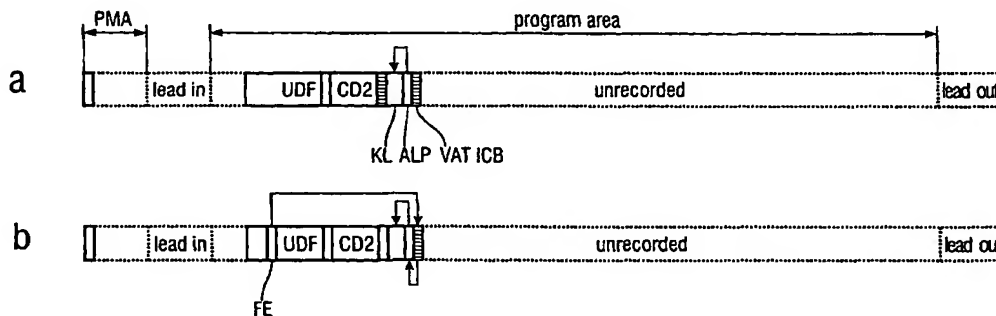 PMA program area
a lead in UDF CD2 unrecorded lead out
KL ALP VAT ICB
b lead in UDF CD2 unrecorded lead out
FE